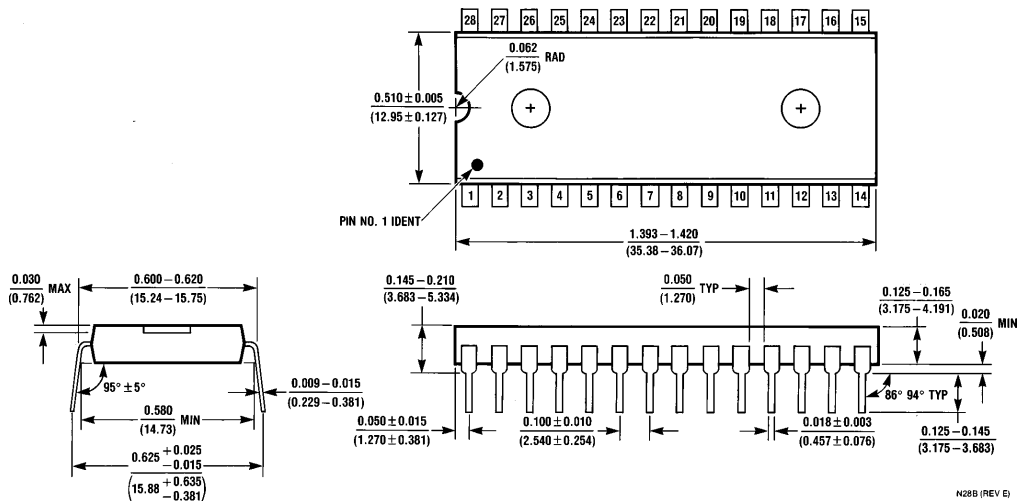 28 27 26 25 24 23 22 21 20 19 18 17 16 15
0.062
(1.575)
RAD
0.510 ± 0.005
(12.95 ± 0.127)
PIN NO. 1 IDENT
1 2 3 4 5 6 7 8 9 10 11 12 13 14
1.393 – 1.420
(35.38 – 36.07)
0.030
(0.762)
MAX
0.600 – 0.620
(15.24 – 15.75)
95° ± 5°
0.009 – 0.015
(0.229 – 0.381)
0.580
(14.73)
MIN
0.625 +0.025
–0.015
(15.88 +0.635
–0.381)
0.145 – 0.210
(3.683 – 5.334)
0.050
(1.270)
TYP
0.125 – 0.165
(3.175 – 4.191)
0.020
(0.508)
MIN
86° 94° TYP
0.050 ± 0.015
(1.270 ± 0.381)
0.100 ± 0.010
(2.540 ± 0.254)
0.018 ± 0.003
(0.457 ± 0.076)
0.125 – 0.145
(3.175 – 3.683)
N28B (REV E)